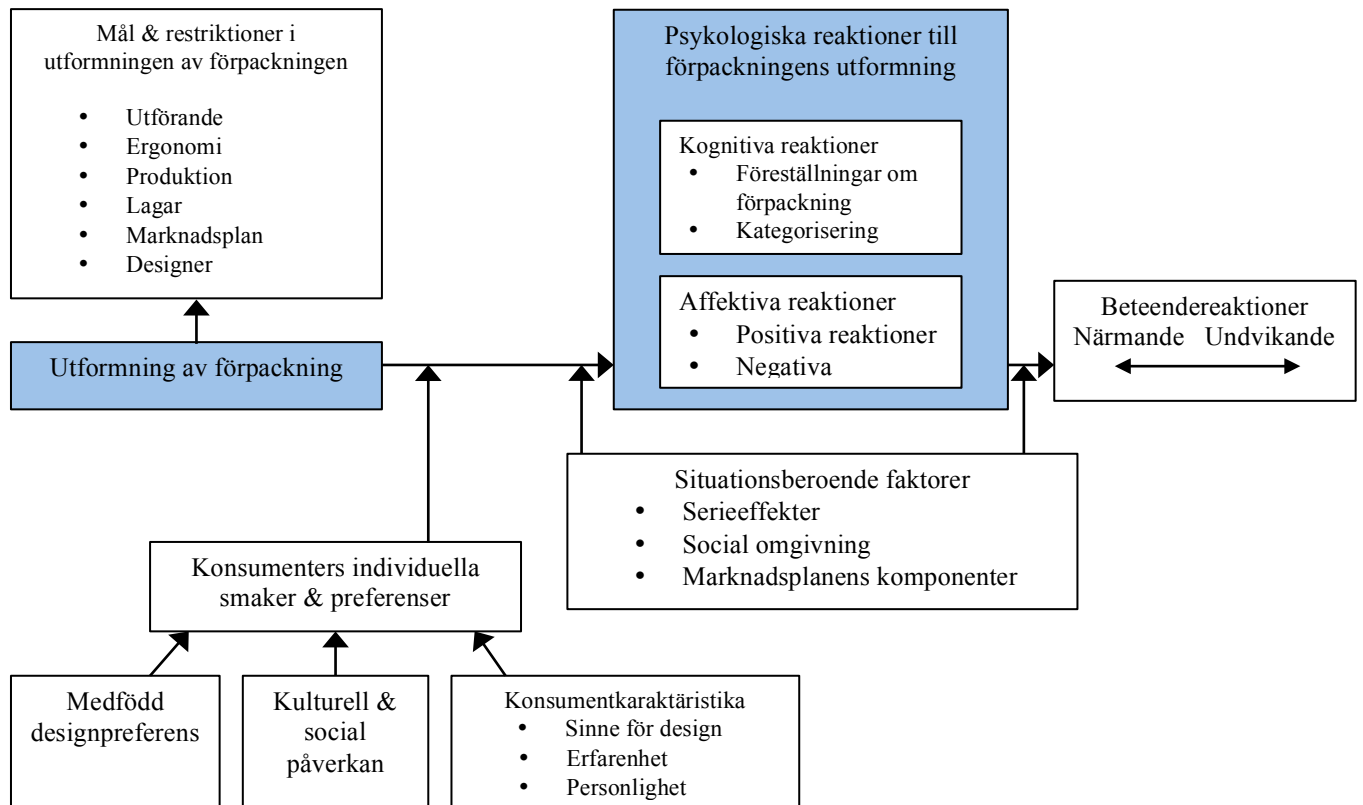 Mål & restriktioner i
utformningen av förpackningen
• Utförande
• Ergonomi
• Produktion
• Lagar
• Marknadsplan
• Designer
Utformning av förpackning
Psykologiska reaktioner till
förpackningens utformning
Kognitiva reaktioner
• Föreställningar om
förpackning
• Kategorisering
Affektiva reaktioner
• Positiva reaktioner
• Negativa
Beteendereaktioner
Närmande Undvikande
Situationsberoende faktorer
• Serieeffekter
• Social omgivning
• Marknadsplanens komponenter
Konsumenters individuella
smaker & preferenser
Medfödd
designpreferens
Kulturell &
social
påverkan
Konsumentkaraktäristika
• Sinne för design
• Erfarenhet
• Personlighet